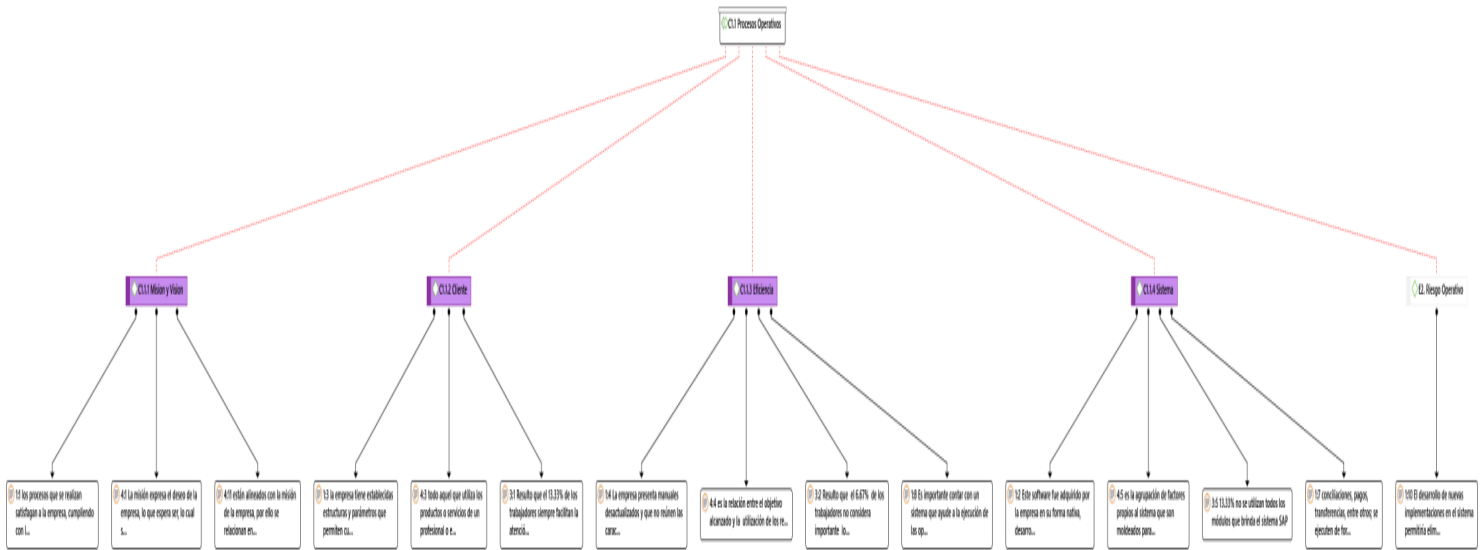 C1.1 Procesos Operativos
C1.1.1 Mision y Vision
C1.1.2 Cliente
C1.1.3 Eficiencia
C1.1.4 Sistema
E2. Riesgo Operativo
1:1 los procesos que se realizan
satisfagan a la empresa, cumpliendo
con l...
4:1 La misión expresa el deseo de la
empresa, lo que espera ser, lo cual
s...
4:11 están alineados con la misión
de la empresa, por ello se
relacionan en...
1:3 la empresa tiene establecidas
estructuras y parámetros que
permiten cu...
4:3 todo aquel que utiliza los
productos o servicios de un
profesional o e...
3:1 Resulto que el 13.33% de los
trabajadores siempre facilitan la
atenció...
1:4 La empresa presenta manuales
desactualizados y que no reúnen las
carac...
4:4 es la relación entre el objetivo
alcanzado y la utilización de los re...
3:2 Resulto que el 6.67% de los
trabajadores no considera
importante lo...
1:8 Es importante contar con un
sistema que ayude a la ejecución de
las op...
1:2 Este software fue adquirido por
la empresa en su forma nativa,
desarro...
4:5 es la agrupación de factores
propios al sistema que son
moldeados para...
3:5 13.33% no se utilizan todos los
módulos que brinda el sistema SAP
1:7 conciliaciones, pagos,
transferencias, entre otros; se
ejecuten de for...
1:10 El desarrollo de nuevas
implementaciones en el sistema
permitiria elim...